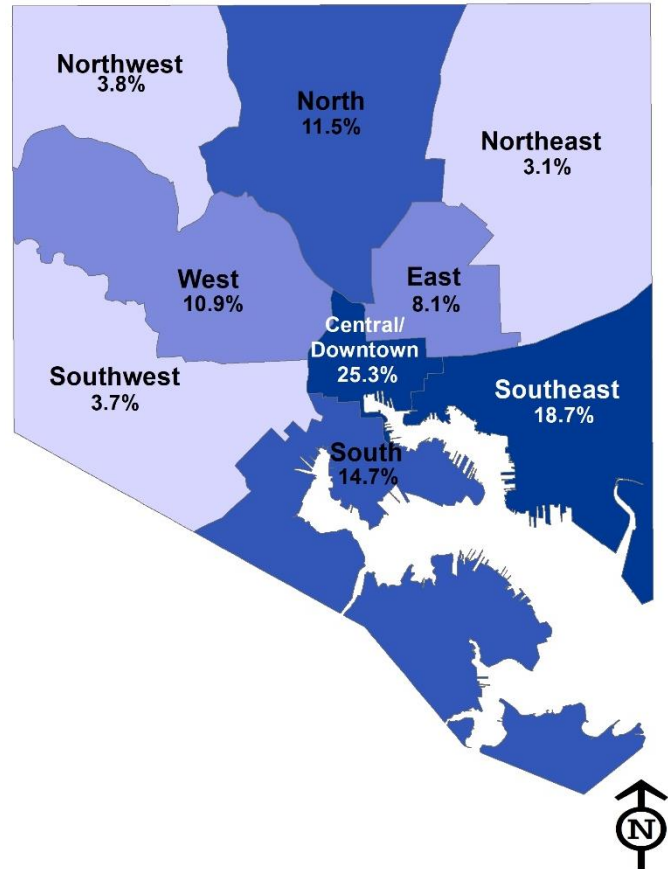 Northwest
3.8%
North
11.5%
Northeast
3.1%
West
10.9%
East
8.1%
Central/
Downtown
25.3%
Southwest
3.7%
Southeast
18.7%
South
14.7%
N